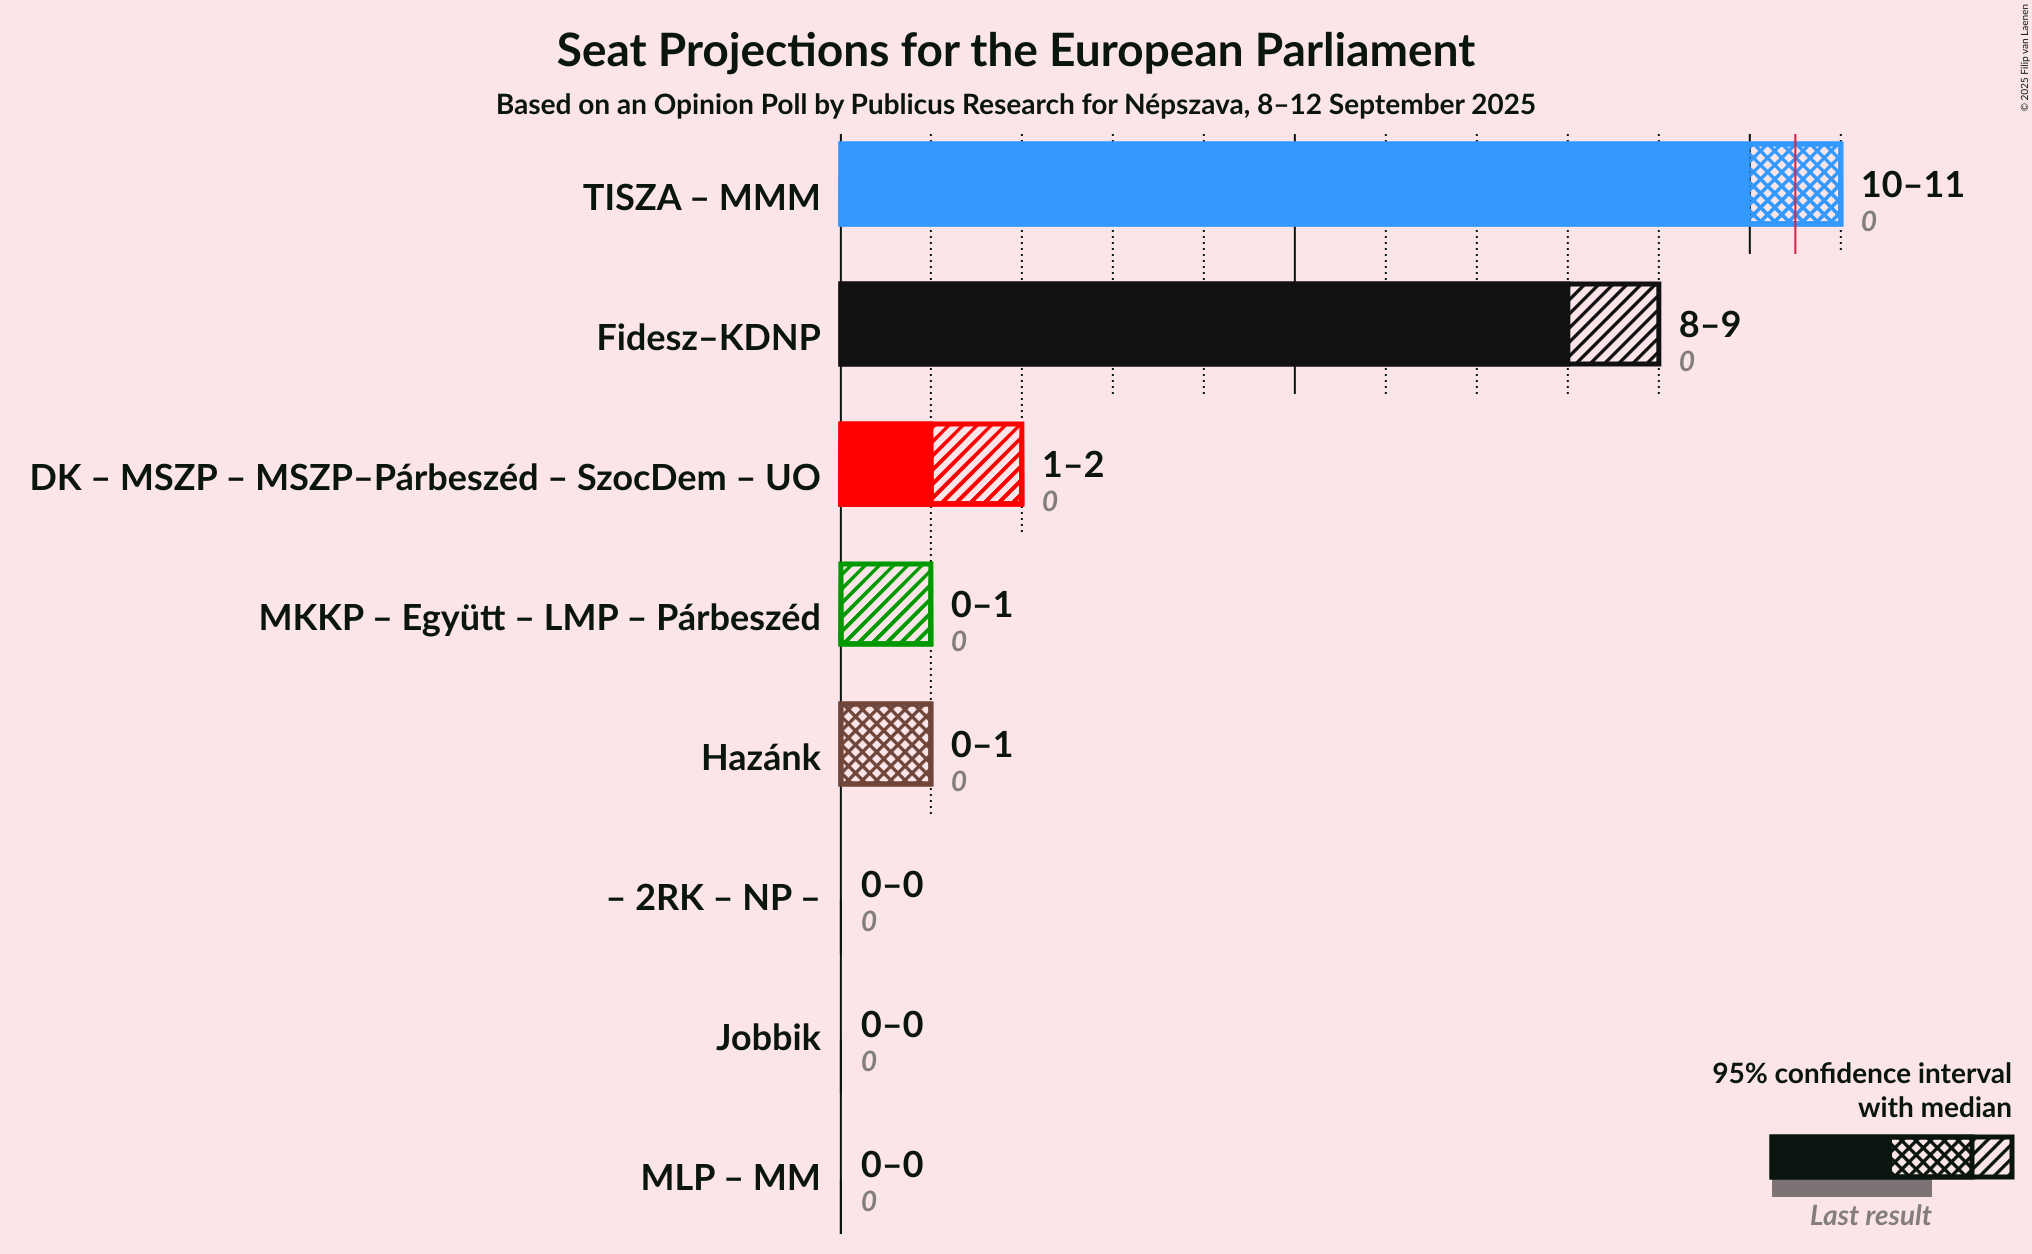 Seat Projections for the European Parliament
Based on an Opinion Poll by Publicus Research for Népszava, 8–12 September 2025
© 2025 Filip van Laenen
TISZA – MMM
10–11
0
Fidesz–KDNP
8–9
0
DK – MSZP – MSZP–Párbeszéd – SzocDem – UO
1–2
0
MKKP – Együtt – LMP – Párbeszéd
0–1
0
Hazánk
0–1
0
– 2RK – NP –
0–0
0
Jobbik
0–0
0
MLP – MM
0–0
0
95% confidence interval
with median
Last result